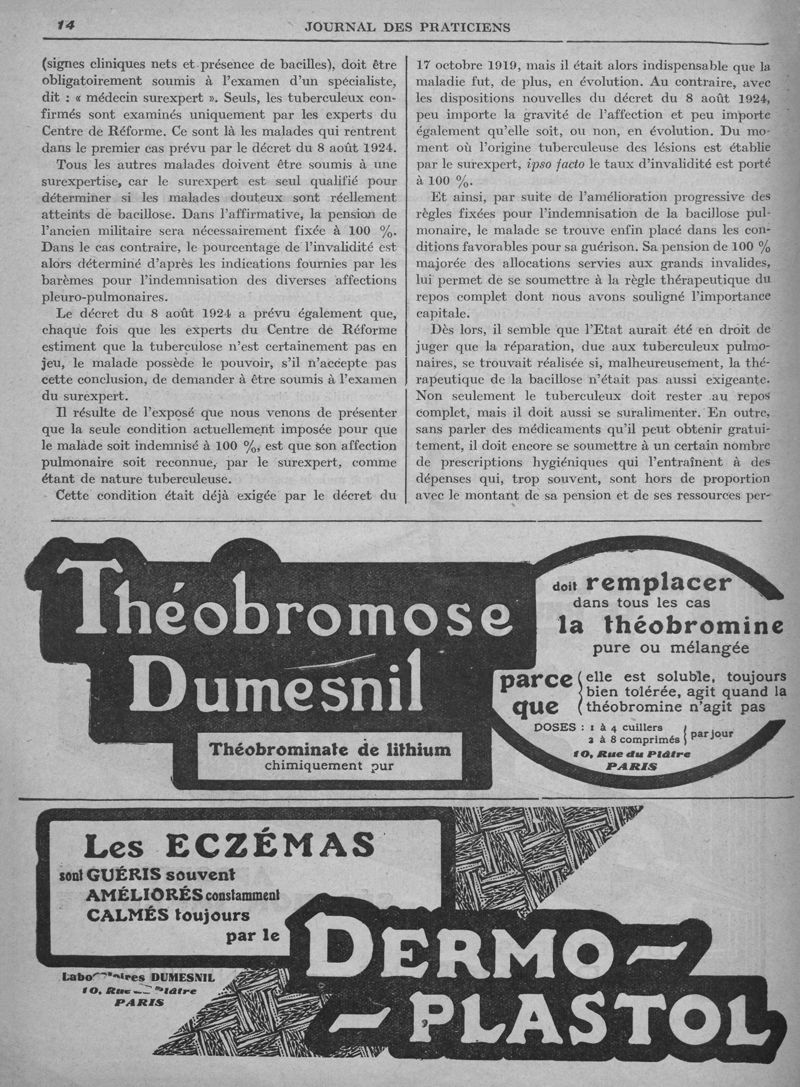 14
JOURNAL DES PRATICIENS
(signes cliniques nets et présence de bacilles), doit être
obligatoirement soumis à l'examen d'un spécialiste,
dit : « médecin surexpert ». Seuls, les tuberculeux con-
firmés sont examinés uniquement par les experts du
Centre de Réforme. Ce sont là les malades qui rentrent
dans le premier cas prévu par le décret du 8 août 1924.
Tous les autres malades doivent être soumis à une
surexpertise, car le surexpert est seul qualifié pour
déterminer si les malades douteux sont réellement
atteints de bacillose. Dans l'affirmative, la pension de
l'ancien militaire sera nécessairement fixée à 100 %.
Dans le cas contraire, le pourcentage de l'invalidité est
alors déterminé d'après les indications fournies par les
barèmes pour l'indemnisation des diverses affections
pleuro-pulmonaires.
Le décret du 8 août 1924 a prévu également que,
chaque fois que les experts du Centre de Réforme
estiment que la tuberculose n'est certainement pas en
jeu, le malade possède le pouvoir, s'il n'accepte pas
cette conclusion, de demander à être soumis à l'examen
du surexpert.
Il résulte de l'exposé que nous venons de présenter
que la seule condition actuellement imposée pour que
le malade soit indemnisé à 100 %, est que son affection
pulmonaire soit reconnue, par le surexpert, comme
étant de nature tuberculeuse.
Cette condition était déjà exigée par le décret du
17 octobre 1919, mais il était alors indispensable que la
maladie fut, de plus, en évolution. Au contraire, avec
les dispositions nouvelles du décret du 8 août 1924,
peu importe la gravité de l'affection et peu importe
également qu'elle soit, ou non, en évolution. Du mo-
ment où l'origine tuberculeuse des lésions est établie
par le surexpert, ipso facto le taux d'invalidité est porté
à 100 %.
Et ainsi, par suite de l'amélioration progressive des
règles fixées pour l'indemnisation de la bacillose pul-
monaire, le malade se trouve enfin placé dans les con-
ditions favorables pour sa guérison. Sa pension de 100 %
majorée des allocations servies aux grands invalides,
lui permet de se soumettre à la règle thérapeutique du
repos complet dont nous avons souligné l'importance
capitale.
Dès lors, il semble que l'Etat aurait été en droit de
juger que la réparation, due aux tuberculeux pulmo-
naires, se trouvait réalisée si, malheureusement, la thé-
rapeutique de la bacillose n'était pas aussi exigeante.
Non seulement le tuberculeux doit rester au repos
complet, mais il doit aussi se suralimenter. En outre,
sans parler des médicaments qu'il peut obtenir gratui-
tement, il doit encore se soumettre à un certain nombre
de prescriptions hygiéniques qui l'entraînent à des
dépenses qui, trop souvent, sont hors de proportion
avec le montant de sa pension et de ses ressources per-
Théobromose
Dumesnil
Théobrominate de lithium
chimiquement pur
doit remplacer
dans tous les cas
la théobromine
pure ou mélangée
parce que
elle est soluble, toujours
bien tolérée, agit quand la
théobromine n'agit pas
DOSES : 1 à 4 cuillers
2 à 8 comprimés
par jour
10, Rue du Plâtre
PARIS
Les ECZÉMAS
sont GUÉRIS souvent
AMÉLIORÉS constamment
CALMÉS toujours
par le
DERMO-
-PLASTOL
DUMESNIL
10, Rue
PARIS